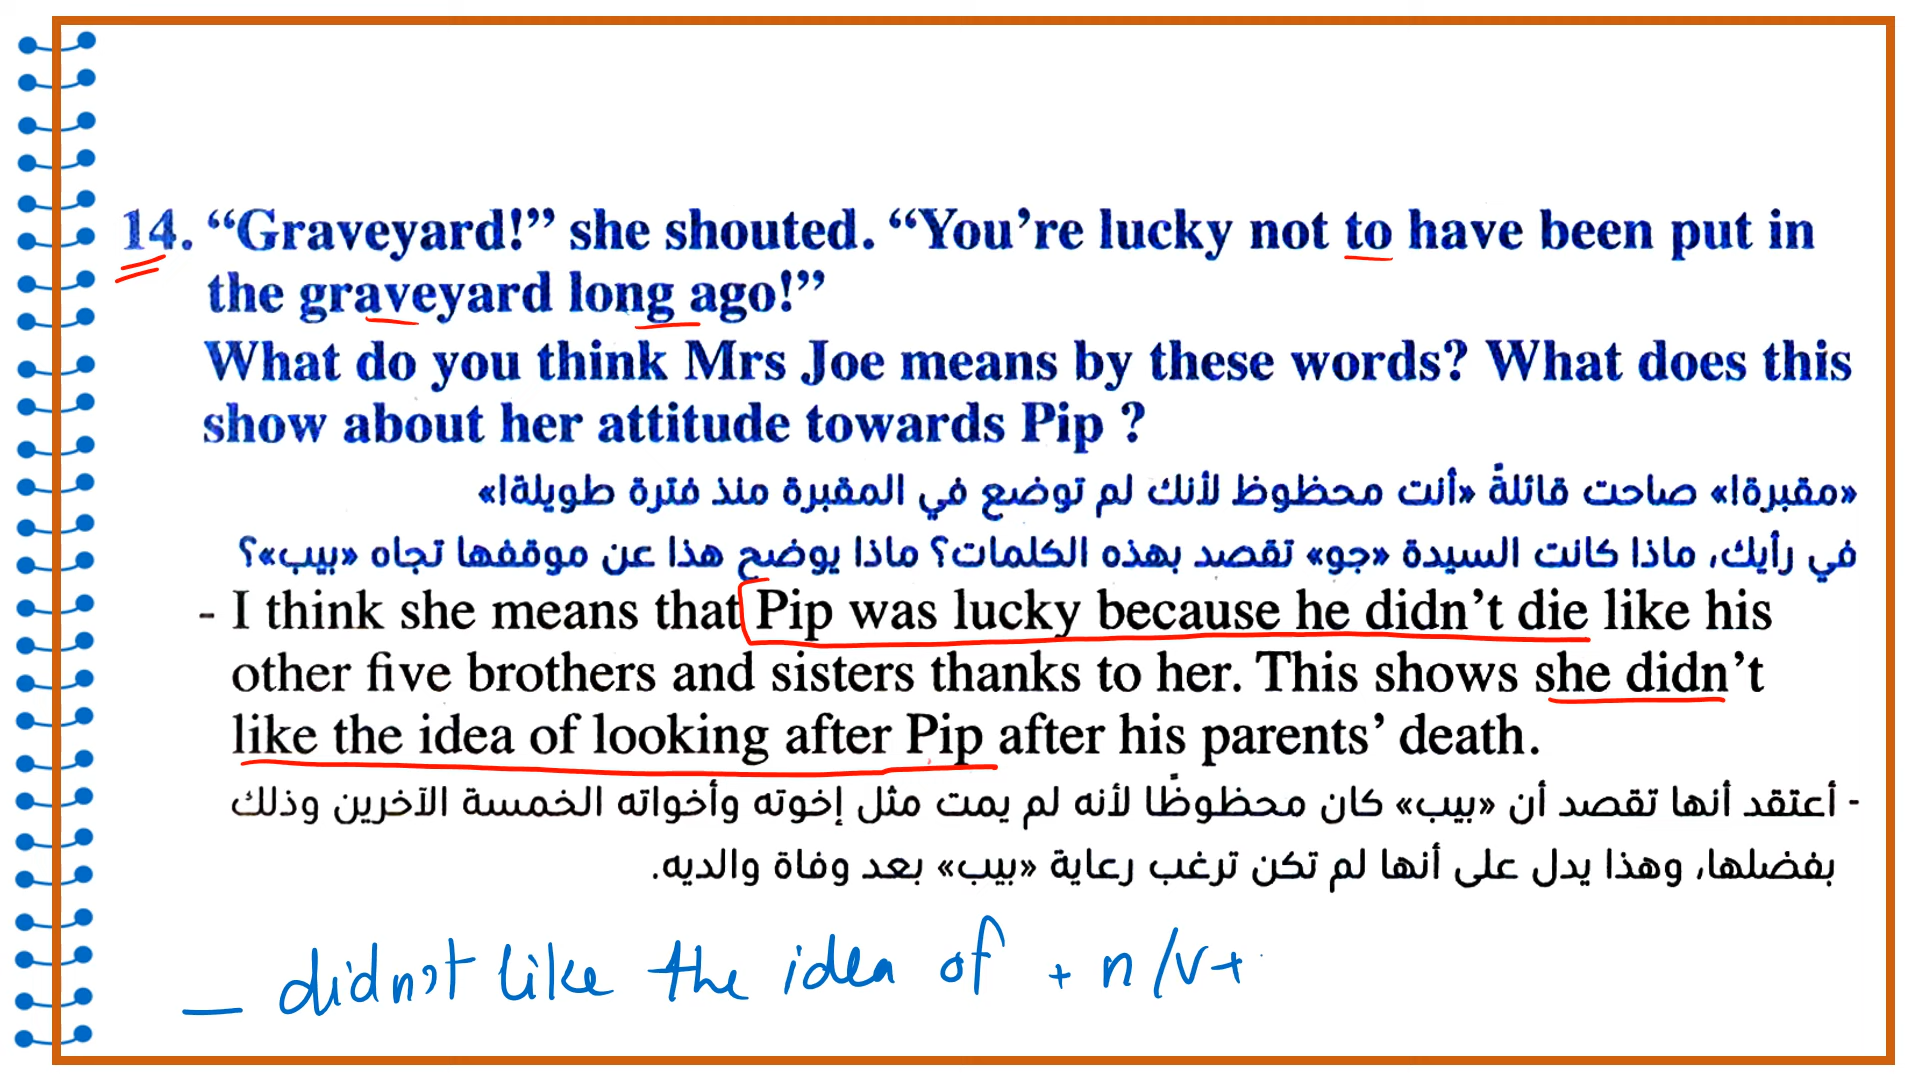 14. “Graveyard!” she shouted. “You’re lucky not to have been put in
the graveyard long ago!”
What do you think Mrs Joe means by these words? What does this
show about her attitude towards Pip ?
«مقبرة!» صاحت قائلةً «أنت محظوظ لأنك لم توضع في المقبرة منذ فترة طويلة!»
في رأيك، ماذا كانت السيدة «جو» تقصد بهذه الكلمات؟ ماذا يوضح هذا عن موقفها تجاه «بيب»؟
- I think she means that Pip was lucky because he didn’t die like his
other five brothers and sisters thanks to her. This shows she didn’t
like the idea of looking after Pip after his parents’ death.
- أعتقد أنها تقصد أن «بيب» كان محظوظًا لأنه لم يمت مثل إخوته وأخواته الخمسة الآخرين وذلك
بفضلها، وهذا يدل على أنها لم تكن ترغب رعاية «بيب» بعد وفاة والديه.
_ didn't like the idea of + n/v+